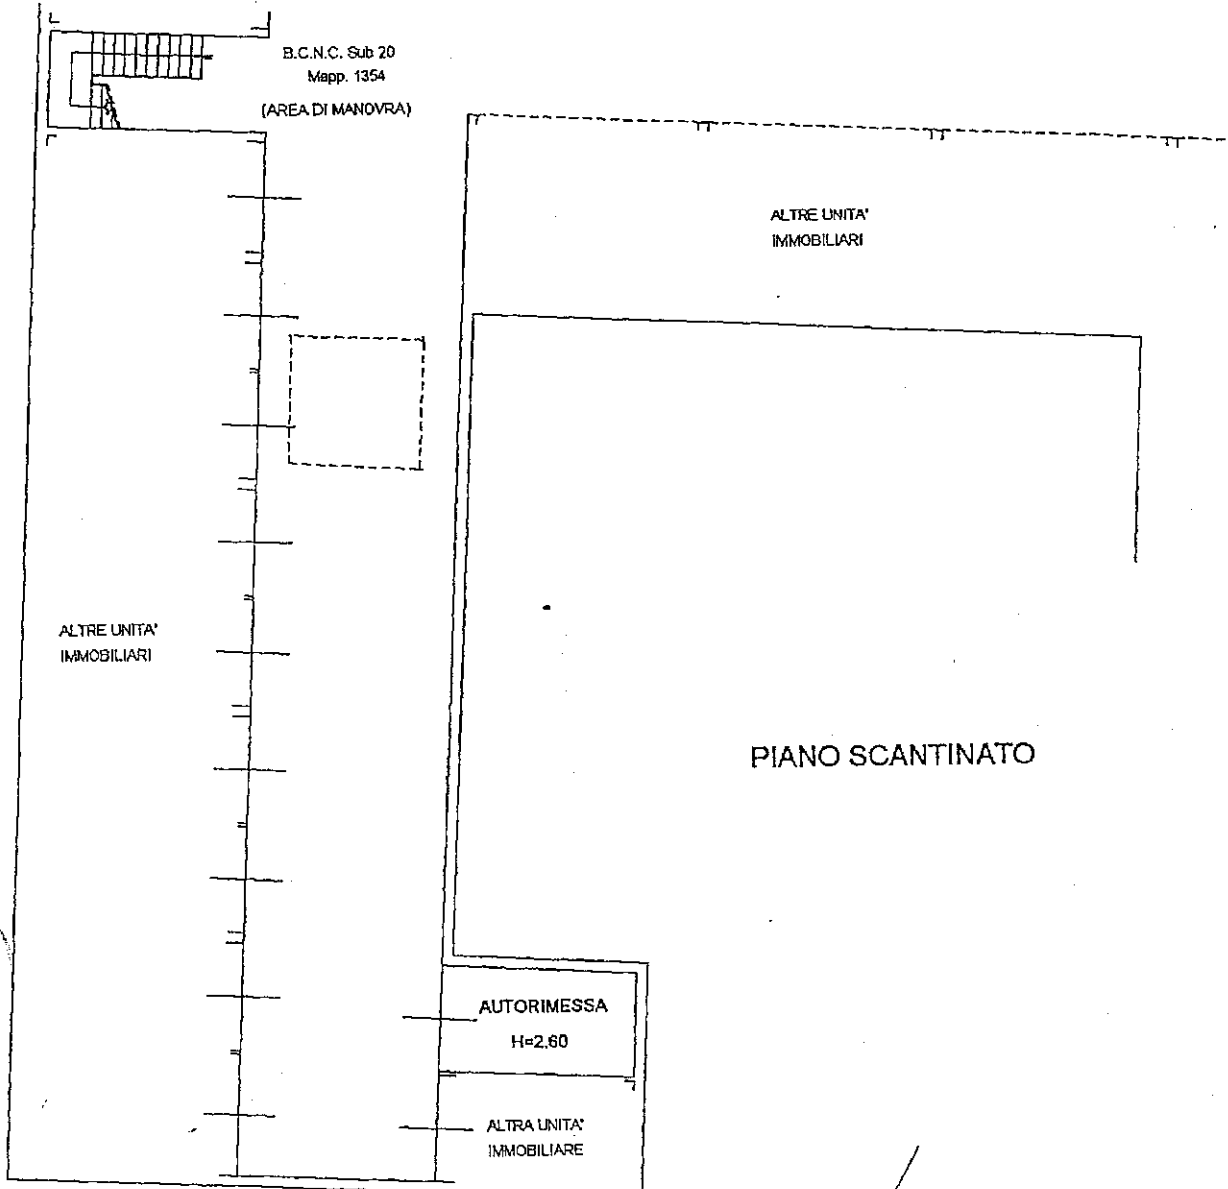 B.C.N.C. Sub 20
Mapp. 1354
(AREA DI MANOVRA)
ALTRE UNITA'
IMMOBILIARI
ALTRE UNITA'
IMMOBILIARI
PIANO SCANTINATO
AUTORIMESSA
H=2.60
ALTRA UNITA'
IMMOBILIARE